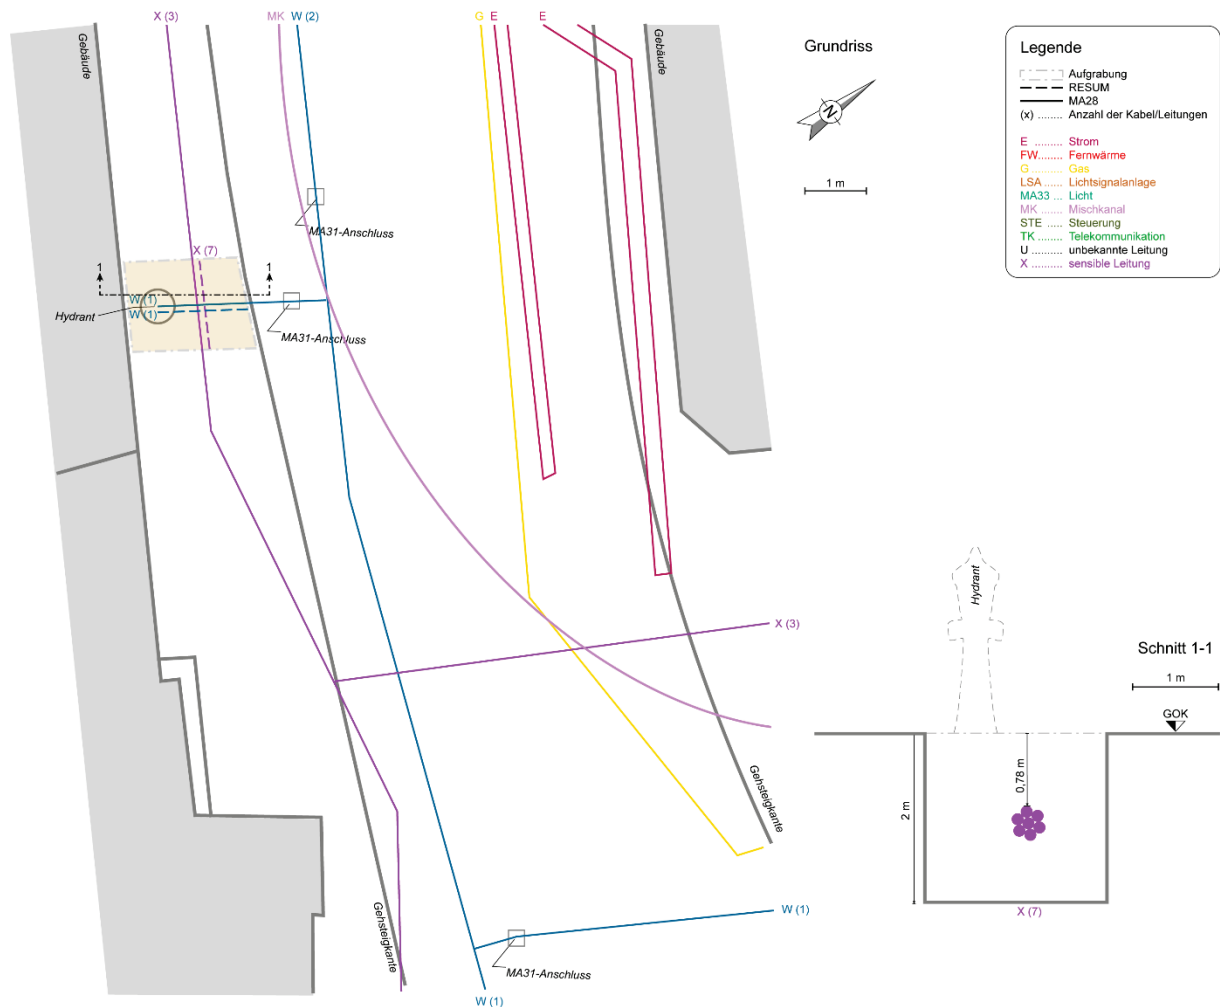 X (3)
MK
W (2)
G
E
E
Gebäude
Gebäude
Grundriss
N
1 m
Legende
Aufgrabung
RESUM
MA28
(x) ........ Anzahl der Kabel/Leitungen
E ......... Strom
FW....... Fernwärme
G ......... Gas
LSA ..... Lichtsignalanlage
MA33 ... Licht
MK ...... Mischkanal
STE ..... Steuerung
TK ....... Telekommunikation
U ......... unbekannte Leitung
X ......... sensible Leitung
MA31-Anschluss
X (7)
1
1
W (1)
Hydrant
W (1)
MA31-Anschluss
X (3)
Hydrant
Schnitt 1-1
1 m
GOK
0,78 m
2 m
X (7)
Gehsteigkante
Gehsteigkante
W (1)
MA31-Anschluss
W (1)